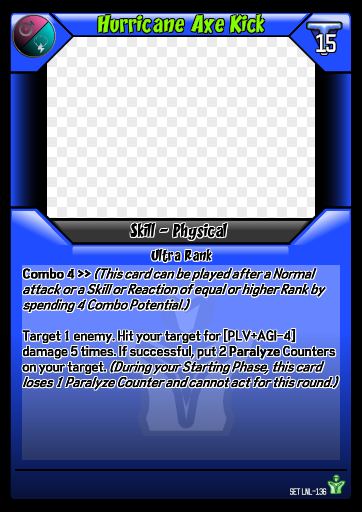 Hurricane Axe Kick
15
Skill - Physical
Ultra Rank
Combo 4 >> (This card can be played after a Normal
attack or a Skill or Reaction of equal or higher Rank by
spending 4 Combo Potential.)
Target 1 enemy. Hit your target for [PLV+AGI-4]
damage 5 times. If successful, put 2 Paralyze Counters
on your target. (During your Starting Phase, this card
loses 1 Paralyze Counter and cannot act for this round.)
SET LNL-136